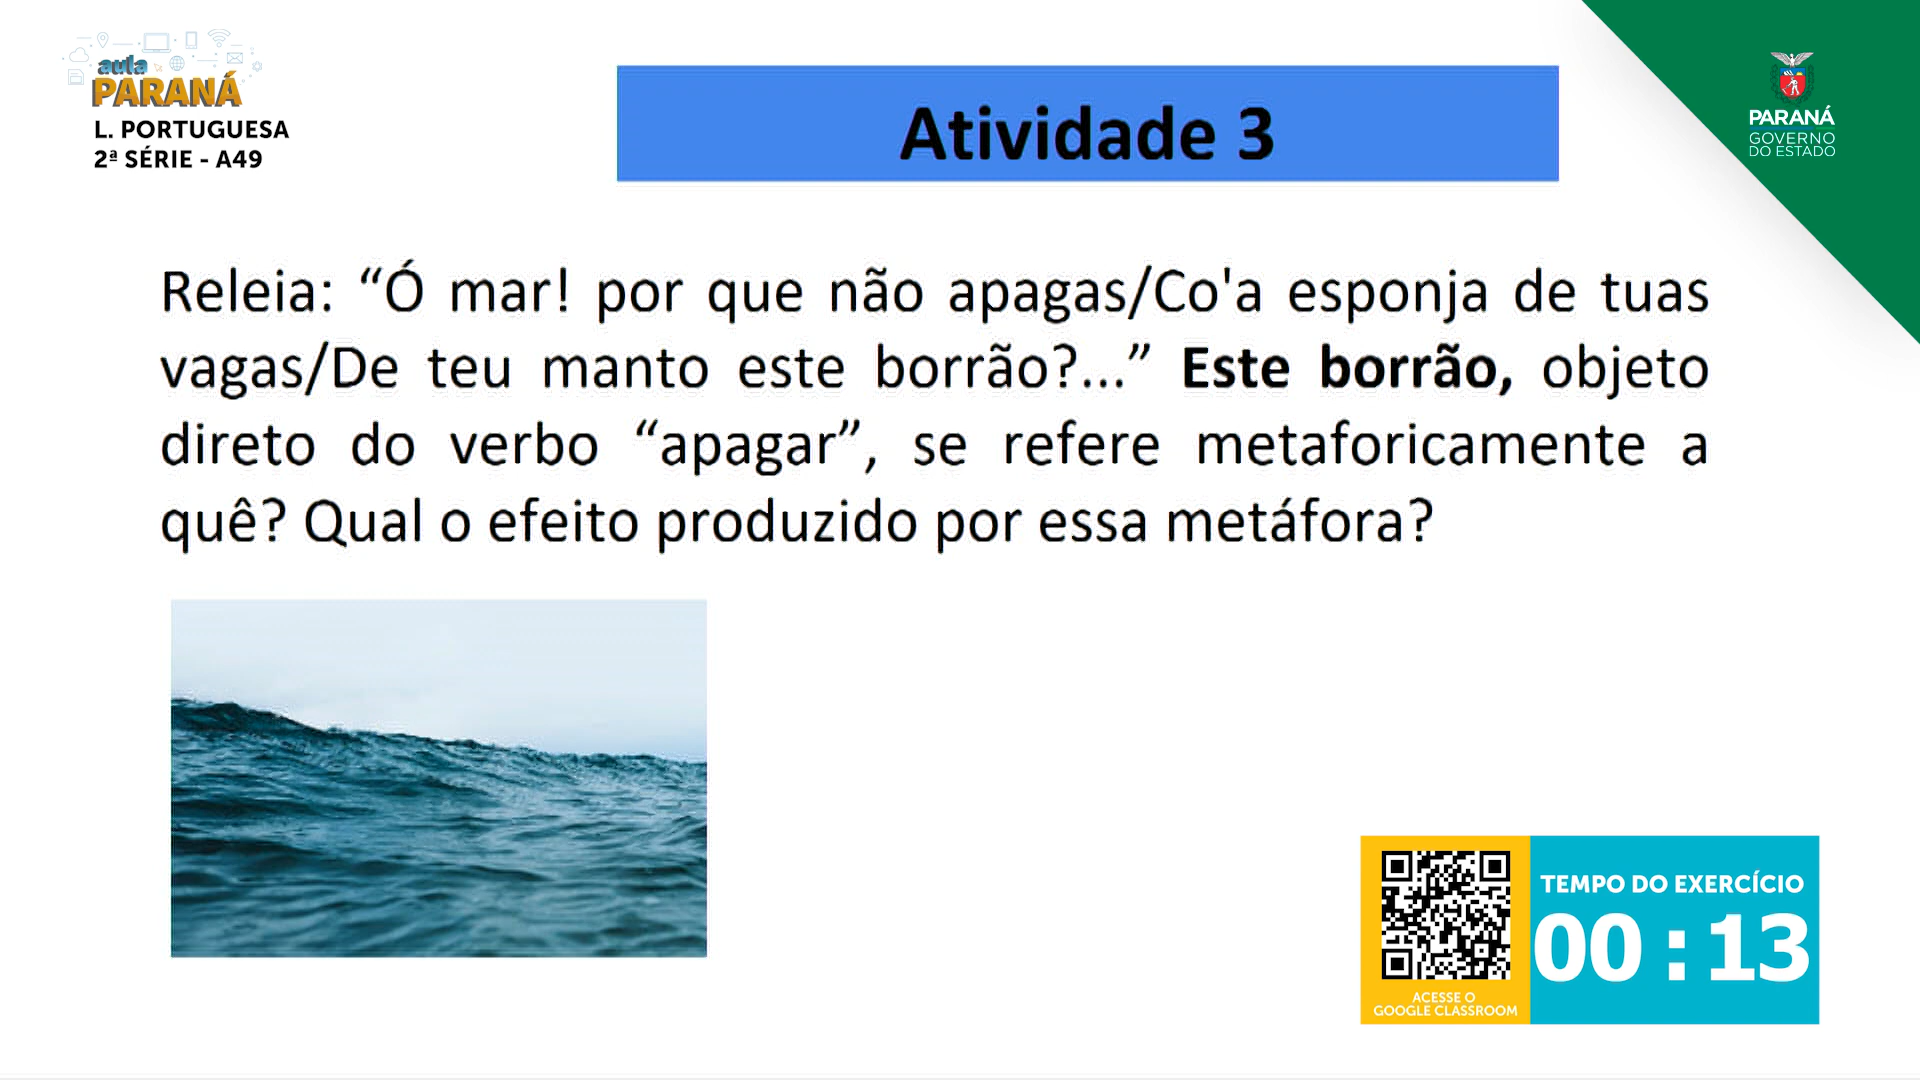 aula
PARANÁ
L. PORTUGUESA
2ª SÉRIE - A49
Atividade 3
PARANÁ
GOVERNO
DO ESTADO
Releia: “Ó mar! por que não apagas/Co'a esponja de tuas
vagas/De teu manto este borrão?...” Este borrão, objeto
direto do verbo “apagar”, se refere metaforicamente a
quê? Qual o efeito produzido por essa metáfora?
ACESSE O
GOOGLE CLASSROOM
TEMPO DO EXERCÍCIO
00 : 13